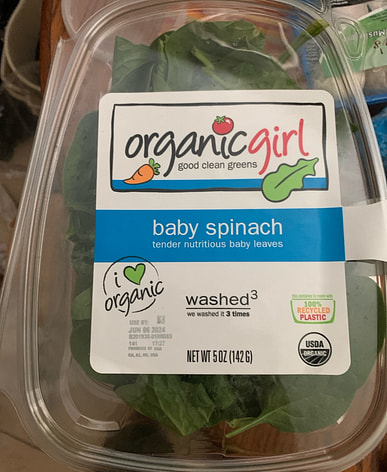 organicgirl
good clean greens
baby spinach
tender nutritious baby leaves
i
organic
washed³
we washed it 3 times
100%
RECYCLED
PLASTIC
USE BY:
JUN 06 2024
USDA
ORGANIC
NET WT 5 OZ (142 G)